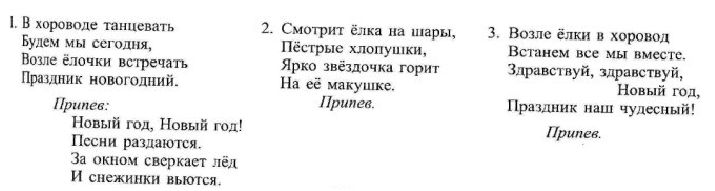 1. В хороводе танцевать
Будем мы сегодня,
Возле ёлочки встречать
Праздник новогодний.
Припев:
Новый год, Новый год!
Песни раздаются.
За окном сверкает лёд
И снежинки вьются.
2. Смотрит ёлка на шары,
Пёстрые хлопушки,
Ярко звёздочка горит
На её макушке.
Припев.
3. Возле ёлки в хоровод
Встанем все мы вместе.
Здравствуй, здравствуй,
Новый год,
Праздник наш чудесный!
Припев.